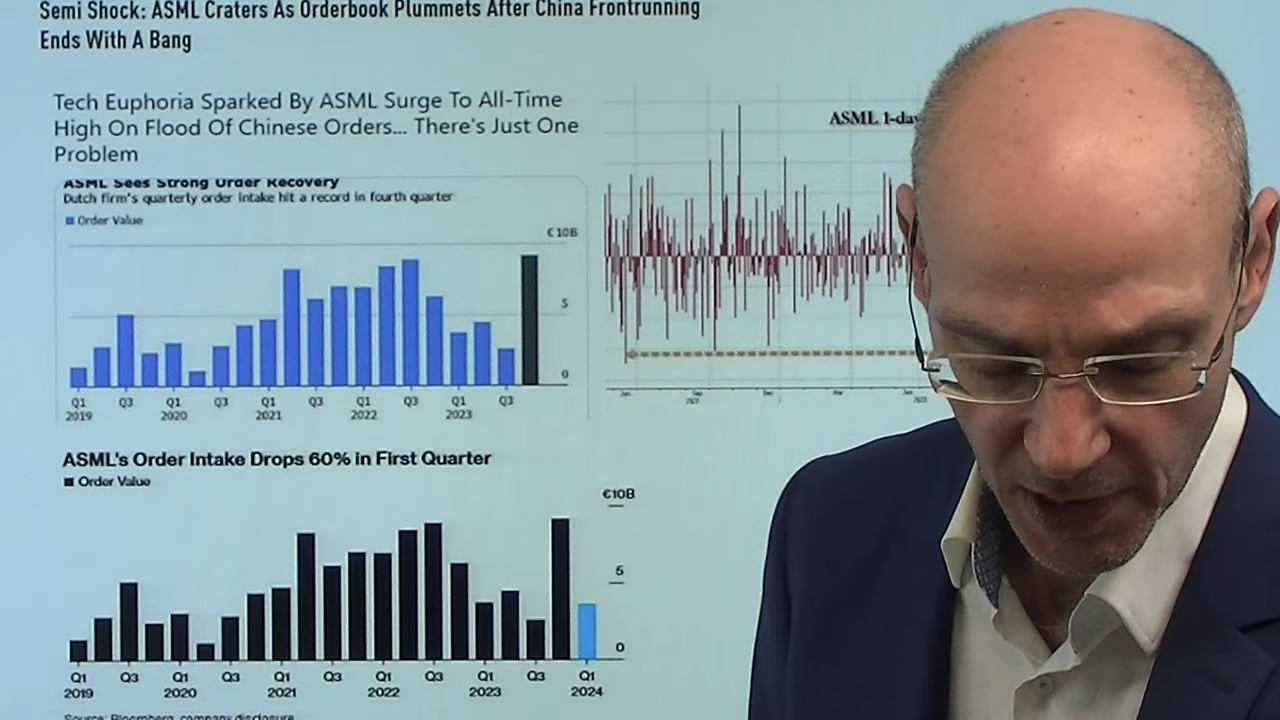 Semi Shock: ASML Craters As Orderbook Plummets After China Frontrunning
Ends With A Bang
Tech Euphoria Sparked By ASML Surge To All-Time
High On Flood Of Chinese Orders... There's Just One
Problem
ASML 1-day
ASML Sees Strong Order Recovery
Dutch firm's quarterly order intake hit a record in fourth quarter
Order Value
€10B
5
0
Q1 Q3 Q1 Q3 Q1 Q3 Q1 Q3 Q1 Q3
2019 2020 2021 2022 2023
ASML's Order Intake Drops 60% in First Quarter
Order Value
€10B
5
0
Q1 Q3 Q1 Q3 Q1 Q3 Q1 Q3 Q1 Q3 Q1
2019 2020 2021 2022 2023 2024
Source: Bloomberg, company disclosure